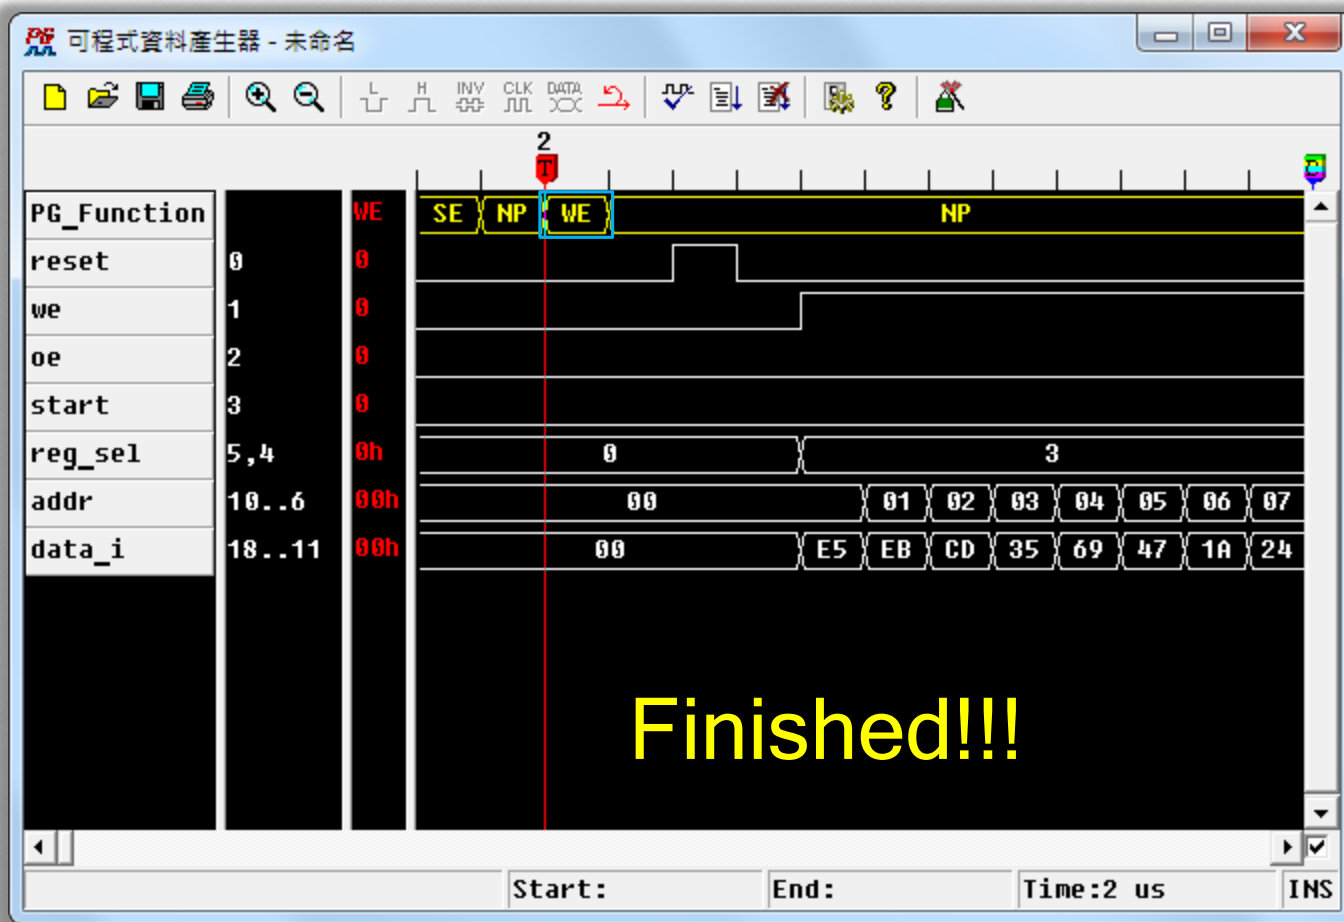 PG 可程式資料產生器 - 未命名
L H INV CLK DATA ?
2
T
PG_Function WE SE NP WE NP
reset 0 0
we 1 0
oe 2 0
start 3 0
reg_sel 5,4 0h 0 3
addr 10..6 00h 00 01 02 03 04 05 06 07
data_i 18..11 00h 00 E5 EB CD 35 69 47 1A 24
Finished!!!
Start: End: Time:2 us INS